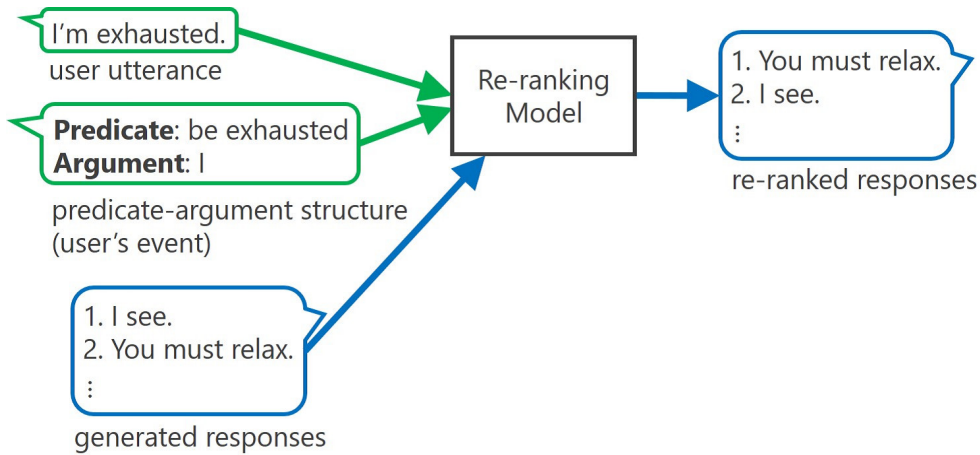 I'm exhausted.
user utterance
Predicate: be exhausted
Argument: I
predicate-argument structure
(user's event)
1. I see.
2. You must relax.
⋮
generated responses
Re-ranking
Model
1. You must relax.
2. I see.
⋮
re-ranked responses